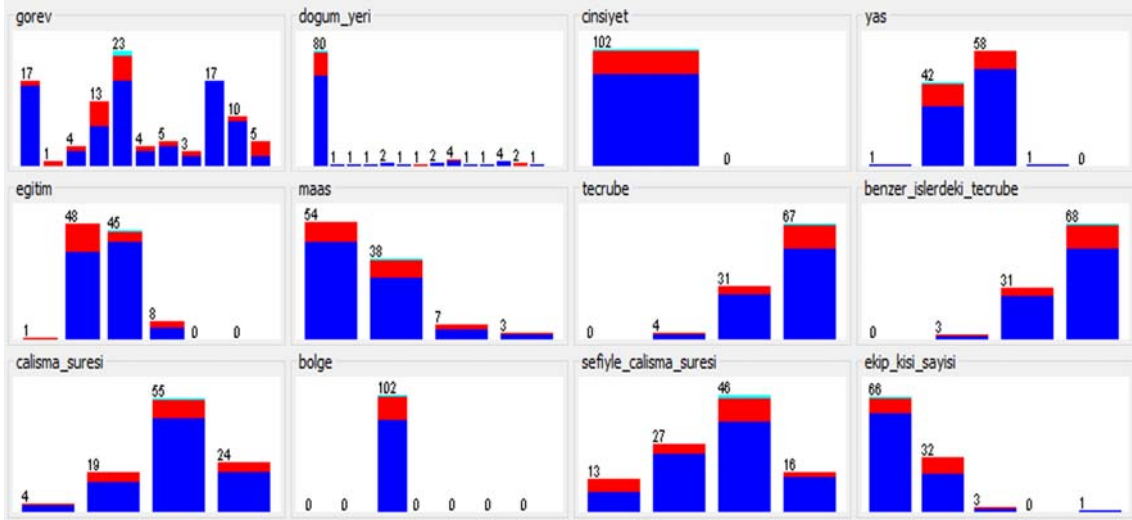 gorev
17 1 4 13 23 4 5 3 17 10 5
dogum_yeri
80 1 1 1 2 1 1 2 4 1 1 4 2 1
cinsiyet
102 0
yas
1 42 58 1 0
egitim
1 48 45 8 0 0
maas
54 38 7 3
tecrube
0 4 31 67
benzer_islerdeki_tecrube
0 3 31 68
calisma_suresi
4 19 55 24
bolge
0 0 102 0 0 0 0
sefiyle_calisma_suresi
13 27 46 16
ekip_kisi_sayisi
66 32 3 0 1